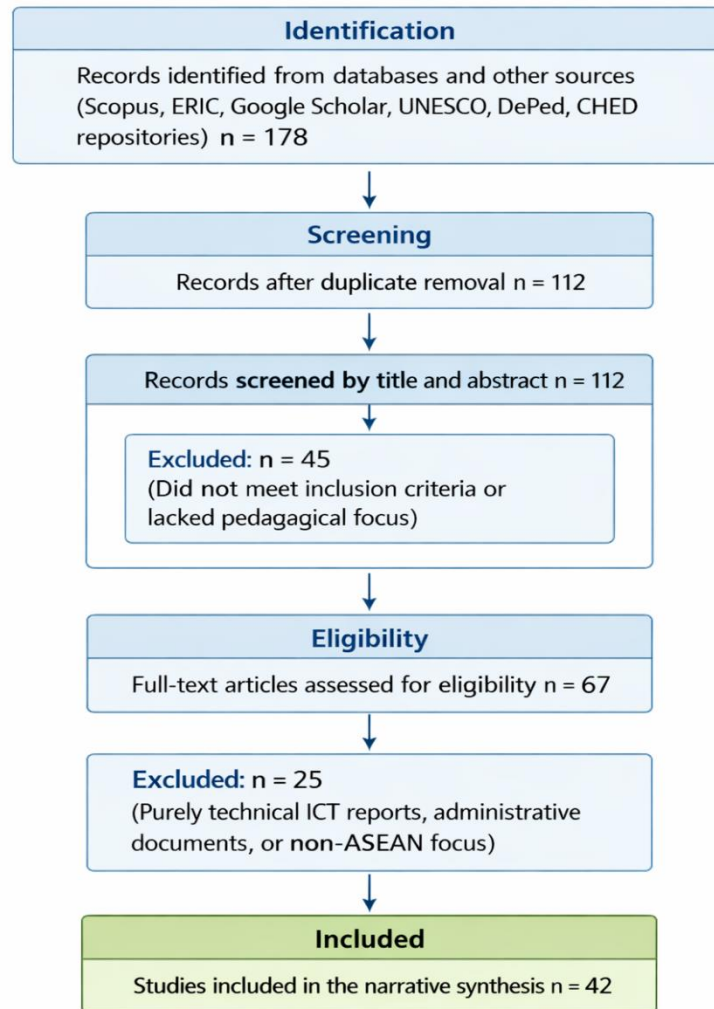 Identification
Records identified from databases and other sources
(Scopus, ERIC, Google Scholar, UNESCO, DePed, CHED
repositories) n = 178
Screening
Records after duplicate removal n = 112
Records screened by title and abstract n = 112
Excluded: n = 45
(Did not meet inclusion criteria or
lacked pedagagical focus)
Eligibility
Full-text articles assessed for eligibility n = 67
Excluded: n = 25
(Purely technical ICT reports, administrative
documents, or non-ASEAN focus)
Included
Studies included in the narrative synthesis n = 42